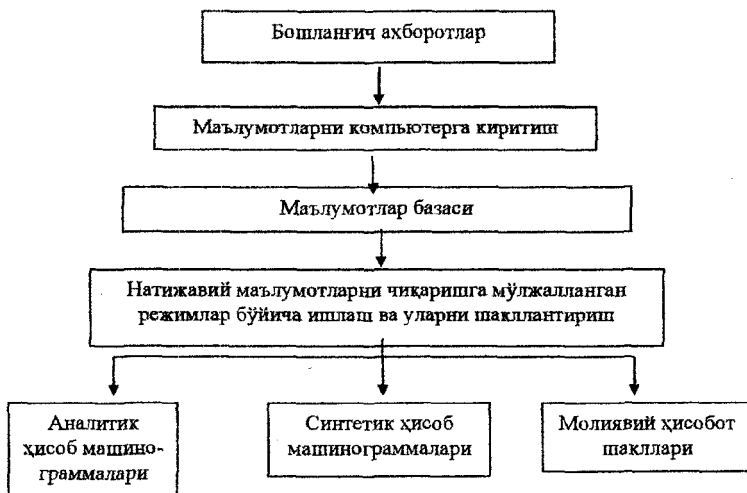 Бошланғич ахборотлар
Маълумотларни компьютерга киритиш
Маълумотлар базаси
Натижавий маълумотларни чиқаришга мўлжалланган
режимлар бўйича ишлаш ва уларни шакллантириш
Аналитик
ҳисоб машино-
граммалари
Синтетик ҳисоб
машинограммалари
Молиявий ҳисобот
шакллари